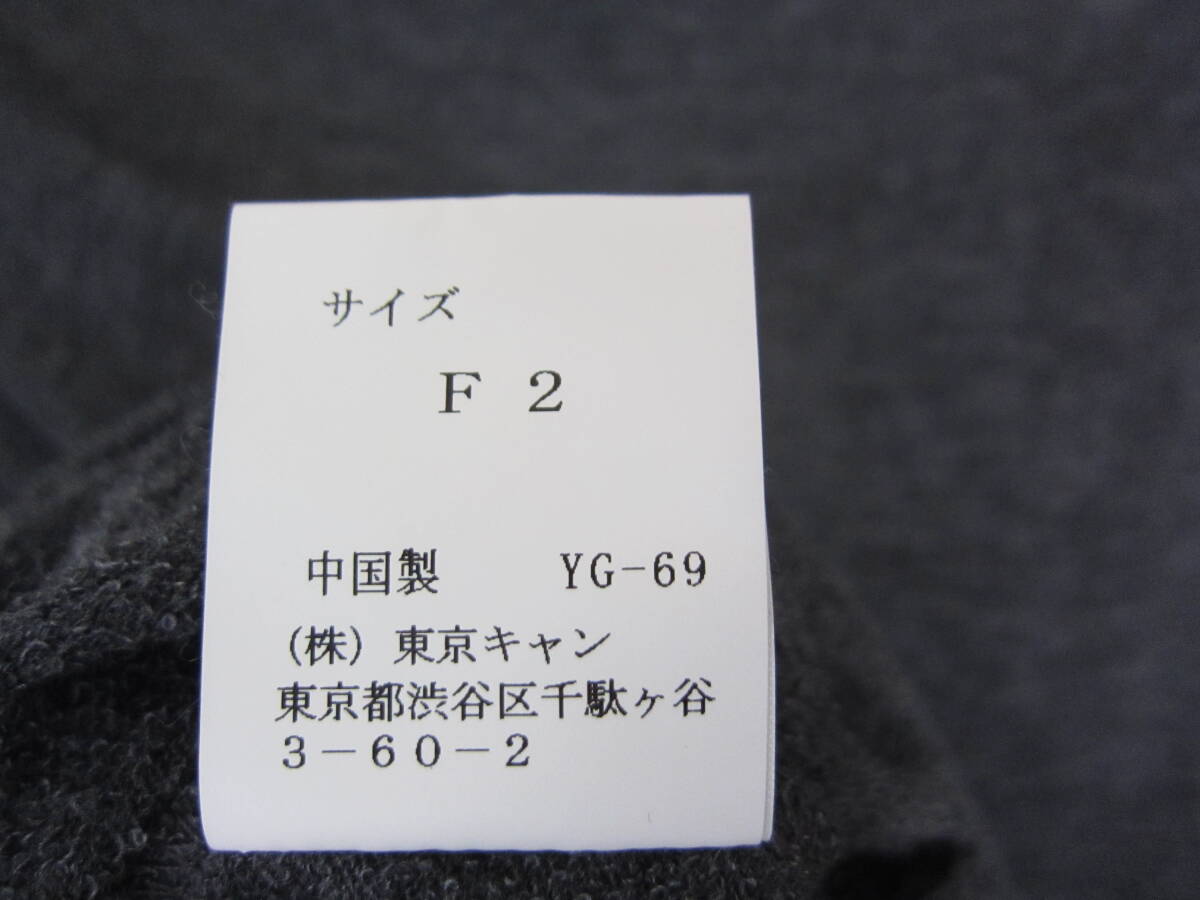 サイズ
F 2
中国製 YG-69
(株) 東京キャン
東京都渋谷区千駄ヶ谷
3-60-2